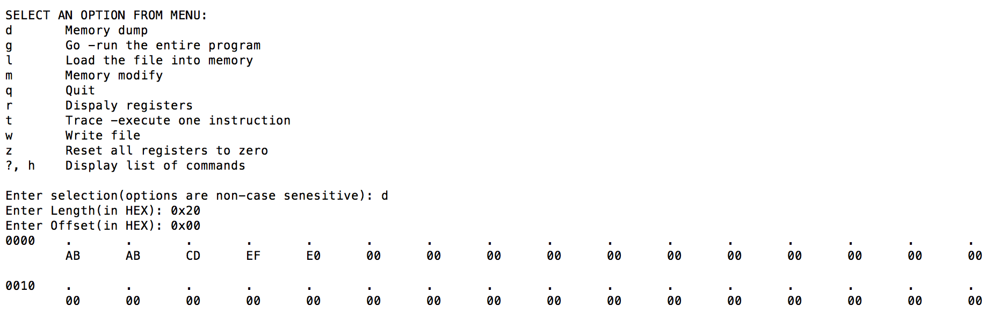 SELECT AN OPTION FROM MENU:
d Memory dump
g Go -run the entire program
l Load the file into memory
m Memory modify
q Quit
r Dispaly registers
t Trace -execute one instruction
w Write file
z Reset all registers to zero
?, h Display list of commands
Enter selection(options are non-case senesitive): d
Enter Length(in HEX): 0x20
Enter Offset(in HEX): 0x00
0000 . . . . . . . . . . . . . . . .
AB AB CD EF E0 00 00 00 00 00 00 00 00 00 00 00
0010 . . . . . . . . . . . . . . . .
00 00 00 00 00 00 00 00 00 00 00 00 00 00 00 00